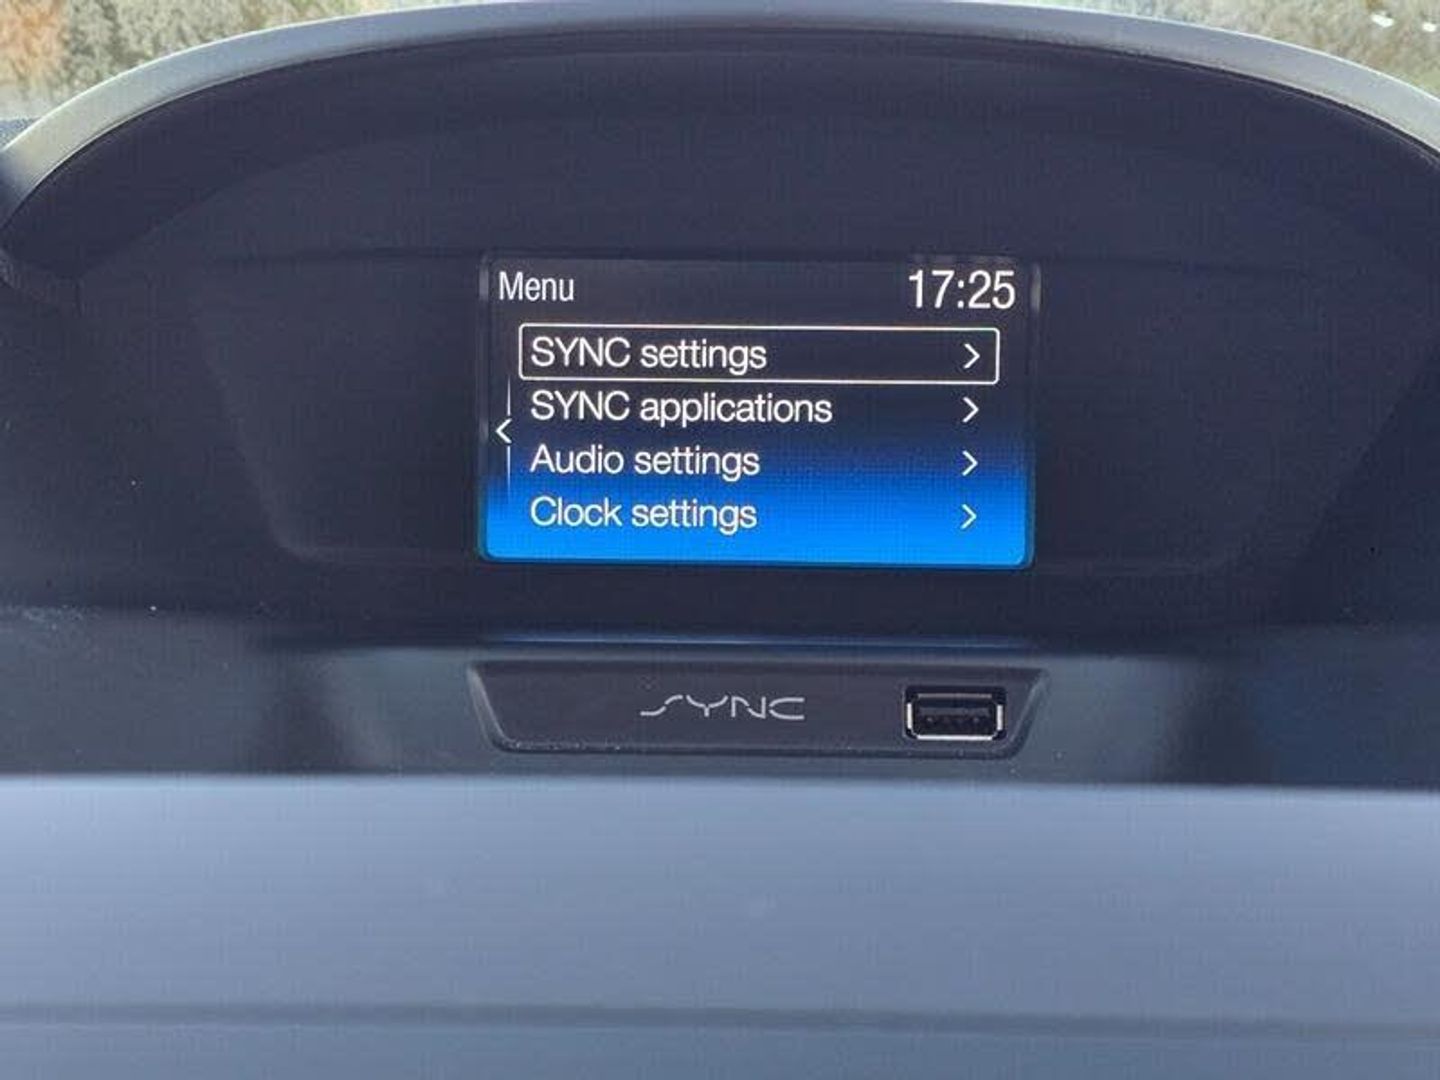 Menu 17:25
SYNC settings
SYNC applications
Audio settings
Clock settings
SYNC